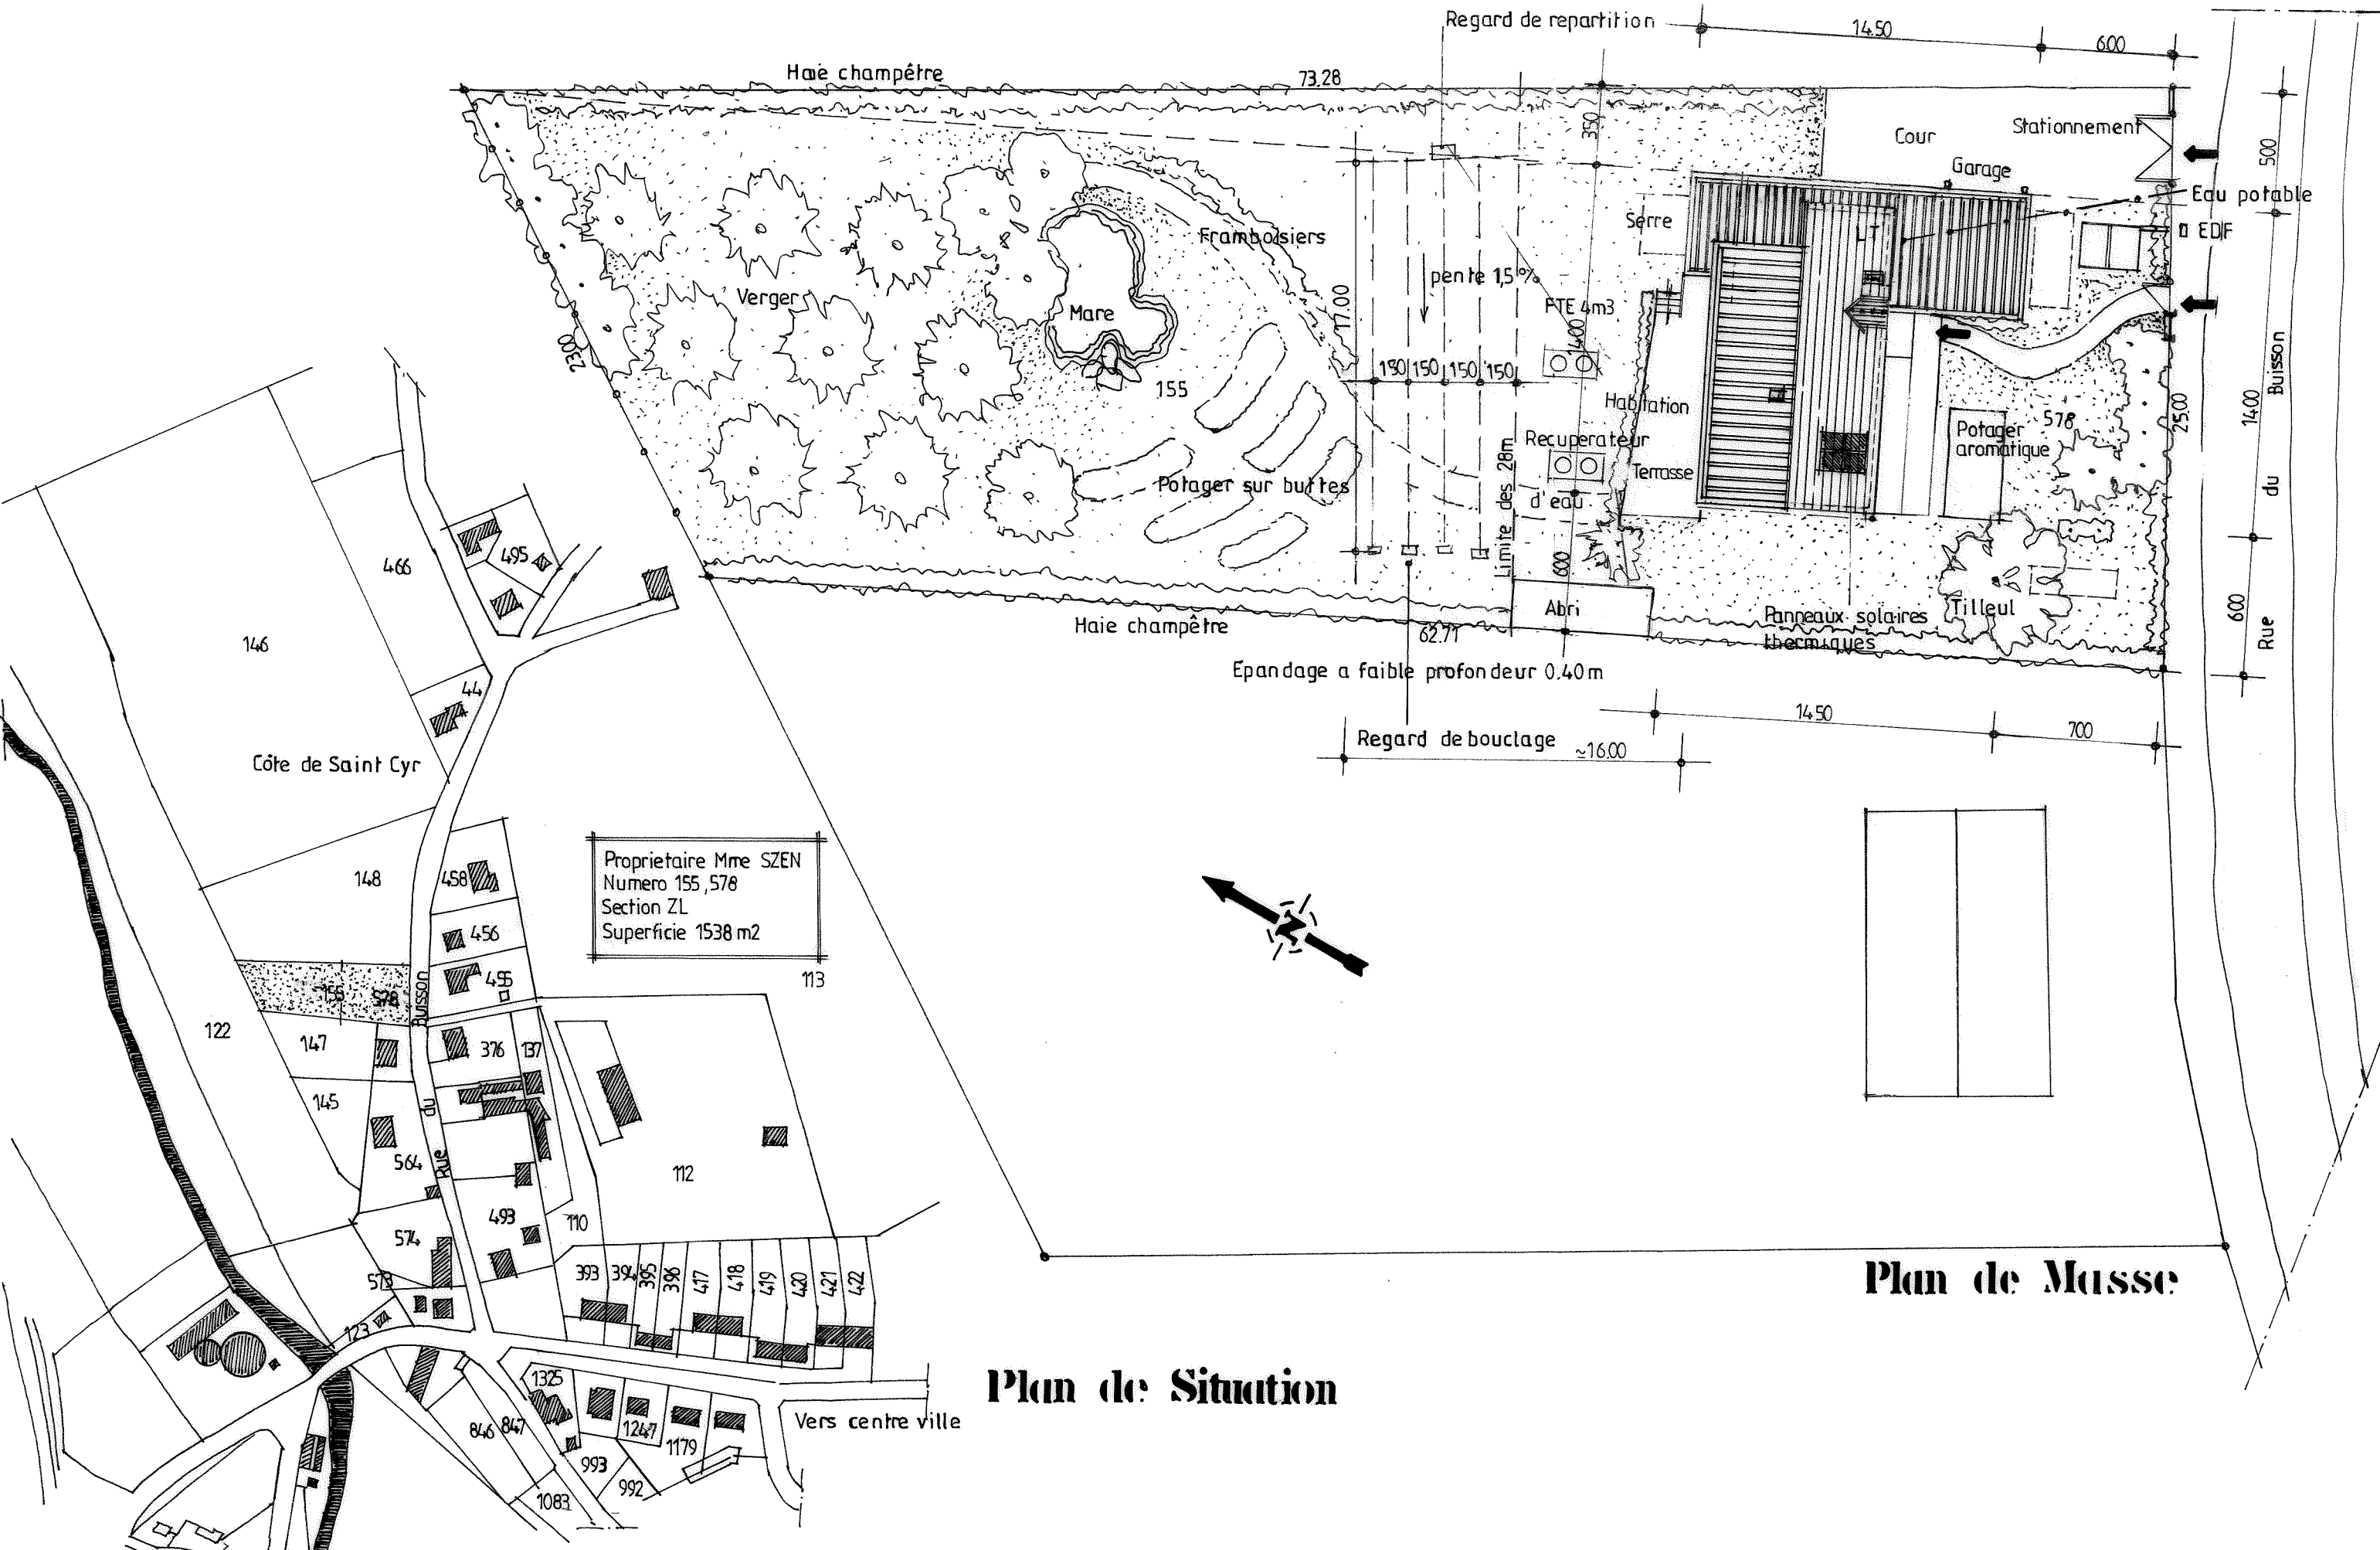 Regard de repartition
14.50
600
Haie champêtre
73.28
350
Cour
Stationnement
500
Garage
Eau potable
EDF
Serre
LT
Framboisiers
pente 1,5%
17.00
FTE 4m3
1400
Verger
Mare
155
2300
150 150 150 150
Habitation
Recuperateur
d'eau
Terrasse
Potager
aromatique
578
2500
1400
Rue du Buisson
Potager sur buttes
Limite des 28m
600
Abri
Panneaux solaires
thermiques
Tilleul
600
Haie champêtre
62.71
Epandage a faible profondeur 0.40m
14.50
700
Regard de bouclage
~16.00
466
495
146
44
Côte de Saint Cyr
148
458
Proprietaire Mme SZEN
Numero 155,578
Section ZL
Superficie 1538 m2
113
456
455
155
578
Rue du Buisson
122
147
376
137
145
564
112
493
110
574
573
393
394
395
396
417
418
419
420
421
422
123
N
Plan de Masse
Plan de Situation
1325
Vers centre ville
846
847
1247
1179
993
992
1083